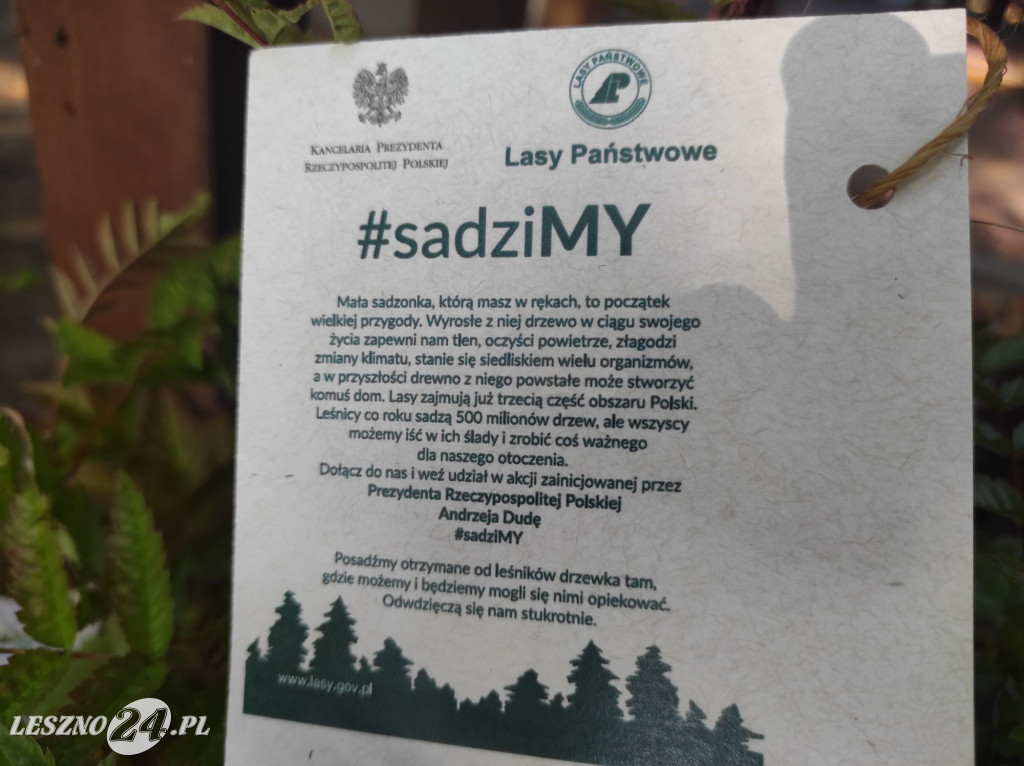 LASY PAŃSTWOWE
KANCELARIA PREZYDENTA
RZECZYPOSPOLITEJ POLSKIEJ
Lasy Państwowe
#sadziMY
Mała sadzonka, którą masz w rękach, to początek
wielkiej przygody. Wyrosłe z niej drzewo w ciągu swojego
życia zapewni nam tlen, oczyści powietrze, złagodzi
zmiany klimatu, stanie się siedliskiem wielu organizmów,
a w przyszłości drewno z niego powstałe może stworzyć
komuś dom. Lasy zajmują już trzecią część obszaru Polski.
Leśnicy co roku sadzą 500 milionów drzew, ale wszyscy
możemy iść w ich ślady i zrobić coś ważnego
dla naszego otoczenia.
Dołącz do nas i weź udział w akcji zainicjowanej przez
Prezydenta Rzeczypospolitej Polskiej
Andrzeja Dudę
#sadziMY
Posadźmy otrzymane od leśników drzewka tam,
gdzie możemy i będziemy mogli się nimi opiekować.
Odwdzięczą się nam stukrotnie.
www.lasy.gov.pl
LESZNO24.PL